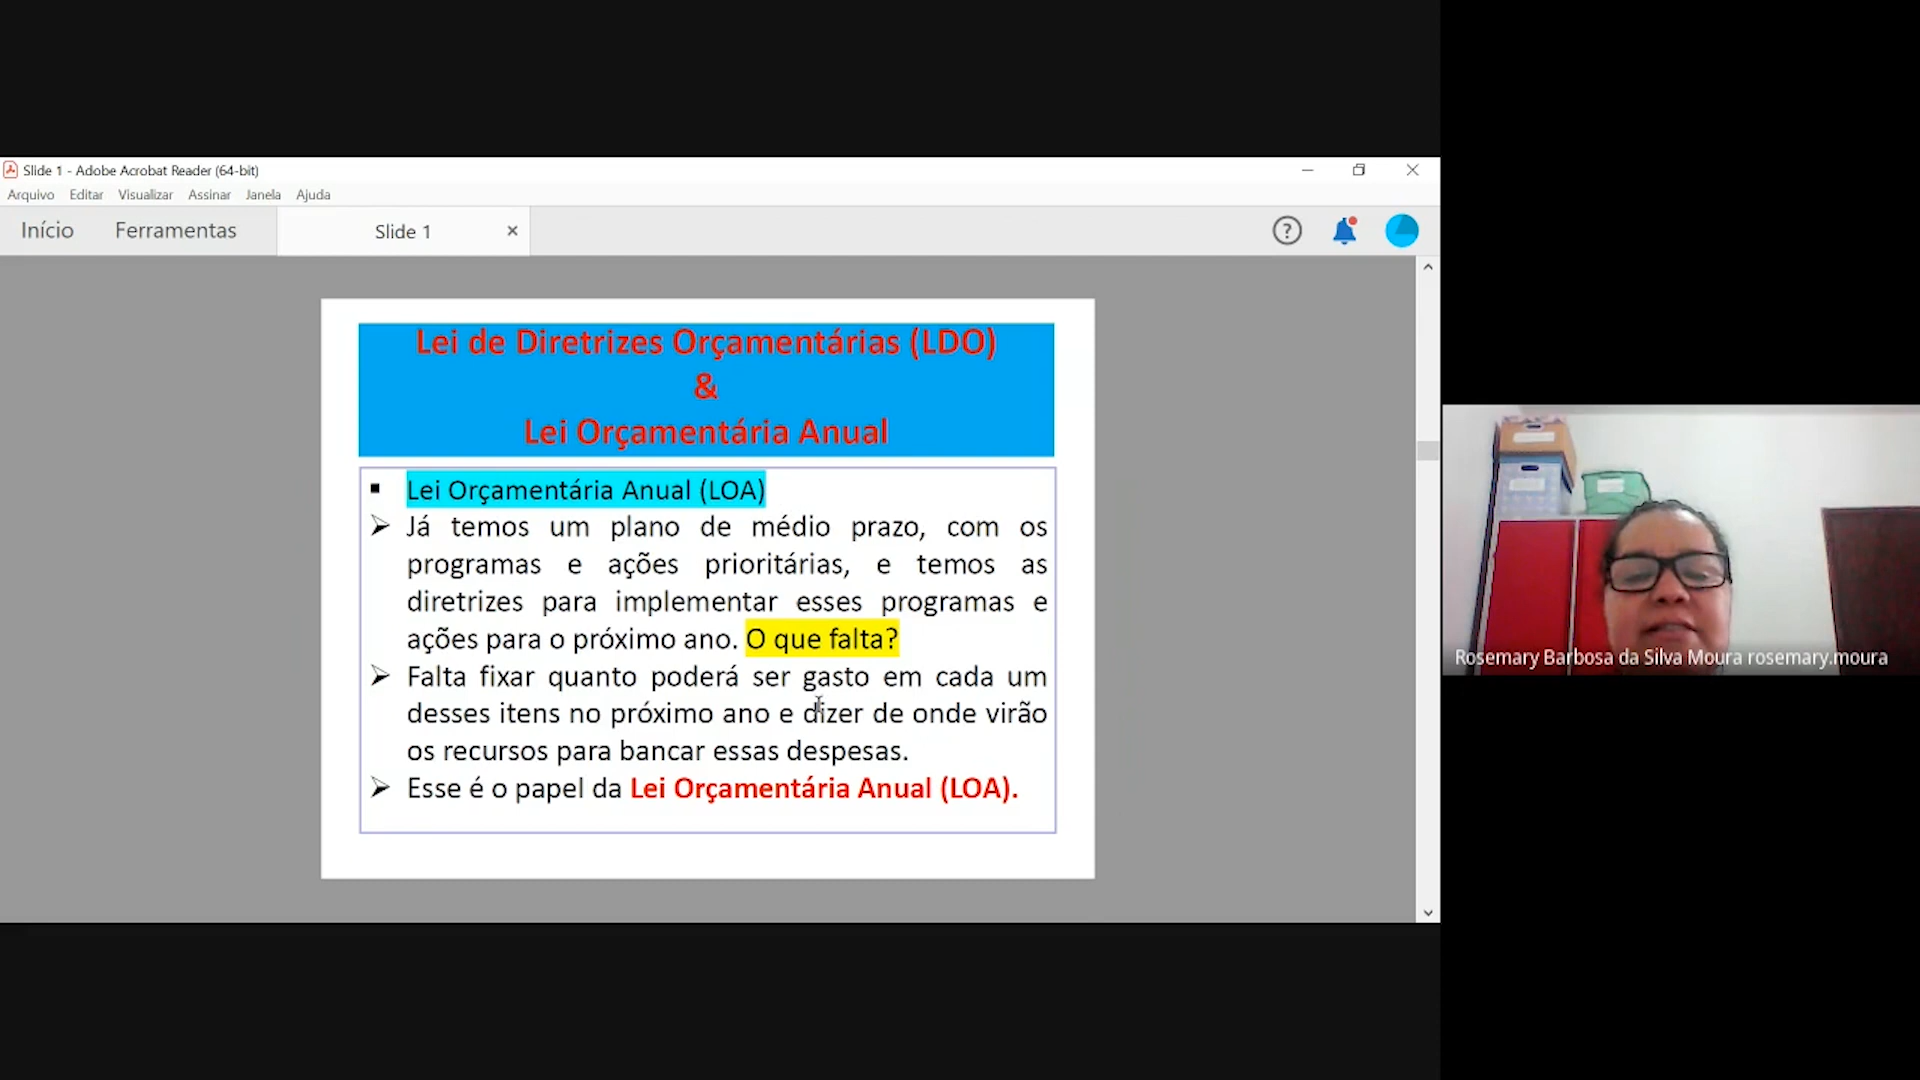 Slide 1 - Adobe Acrobat Reader (64-bit)
Arquivo Editar Visualizar Assinar Janela Ajuda
Início Ferramentas Slide 1
Lei de Diretrizes Orçamentárias (LDO)
&
Lei Orçamentária Anual
Lei Orçamentária Anual (LOA)
Já temos um plano de médio prazo, com os
programas e ações prioritárias, e temos as
diretrizes para implementar esses programas e
ações para o próximo ano. O que falta?
Falta fixar quanto poderá ser gasto em cada um
desses itens no próximo ano e dizer de onde virão
os recursos para bancar essas despesas.
Esse é o papel da Lei Orçamentária Anual (LOA).
Rosemary Barbosa da Silva Moura rosemary.moura